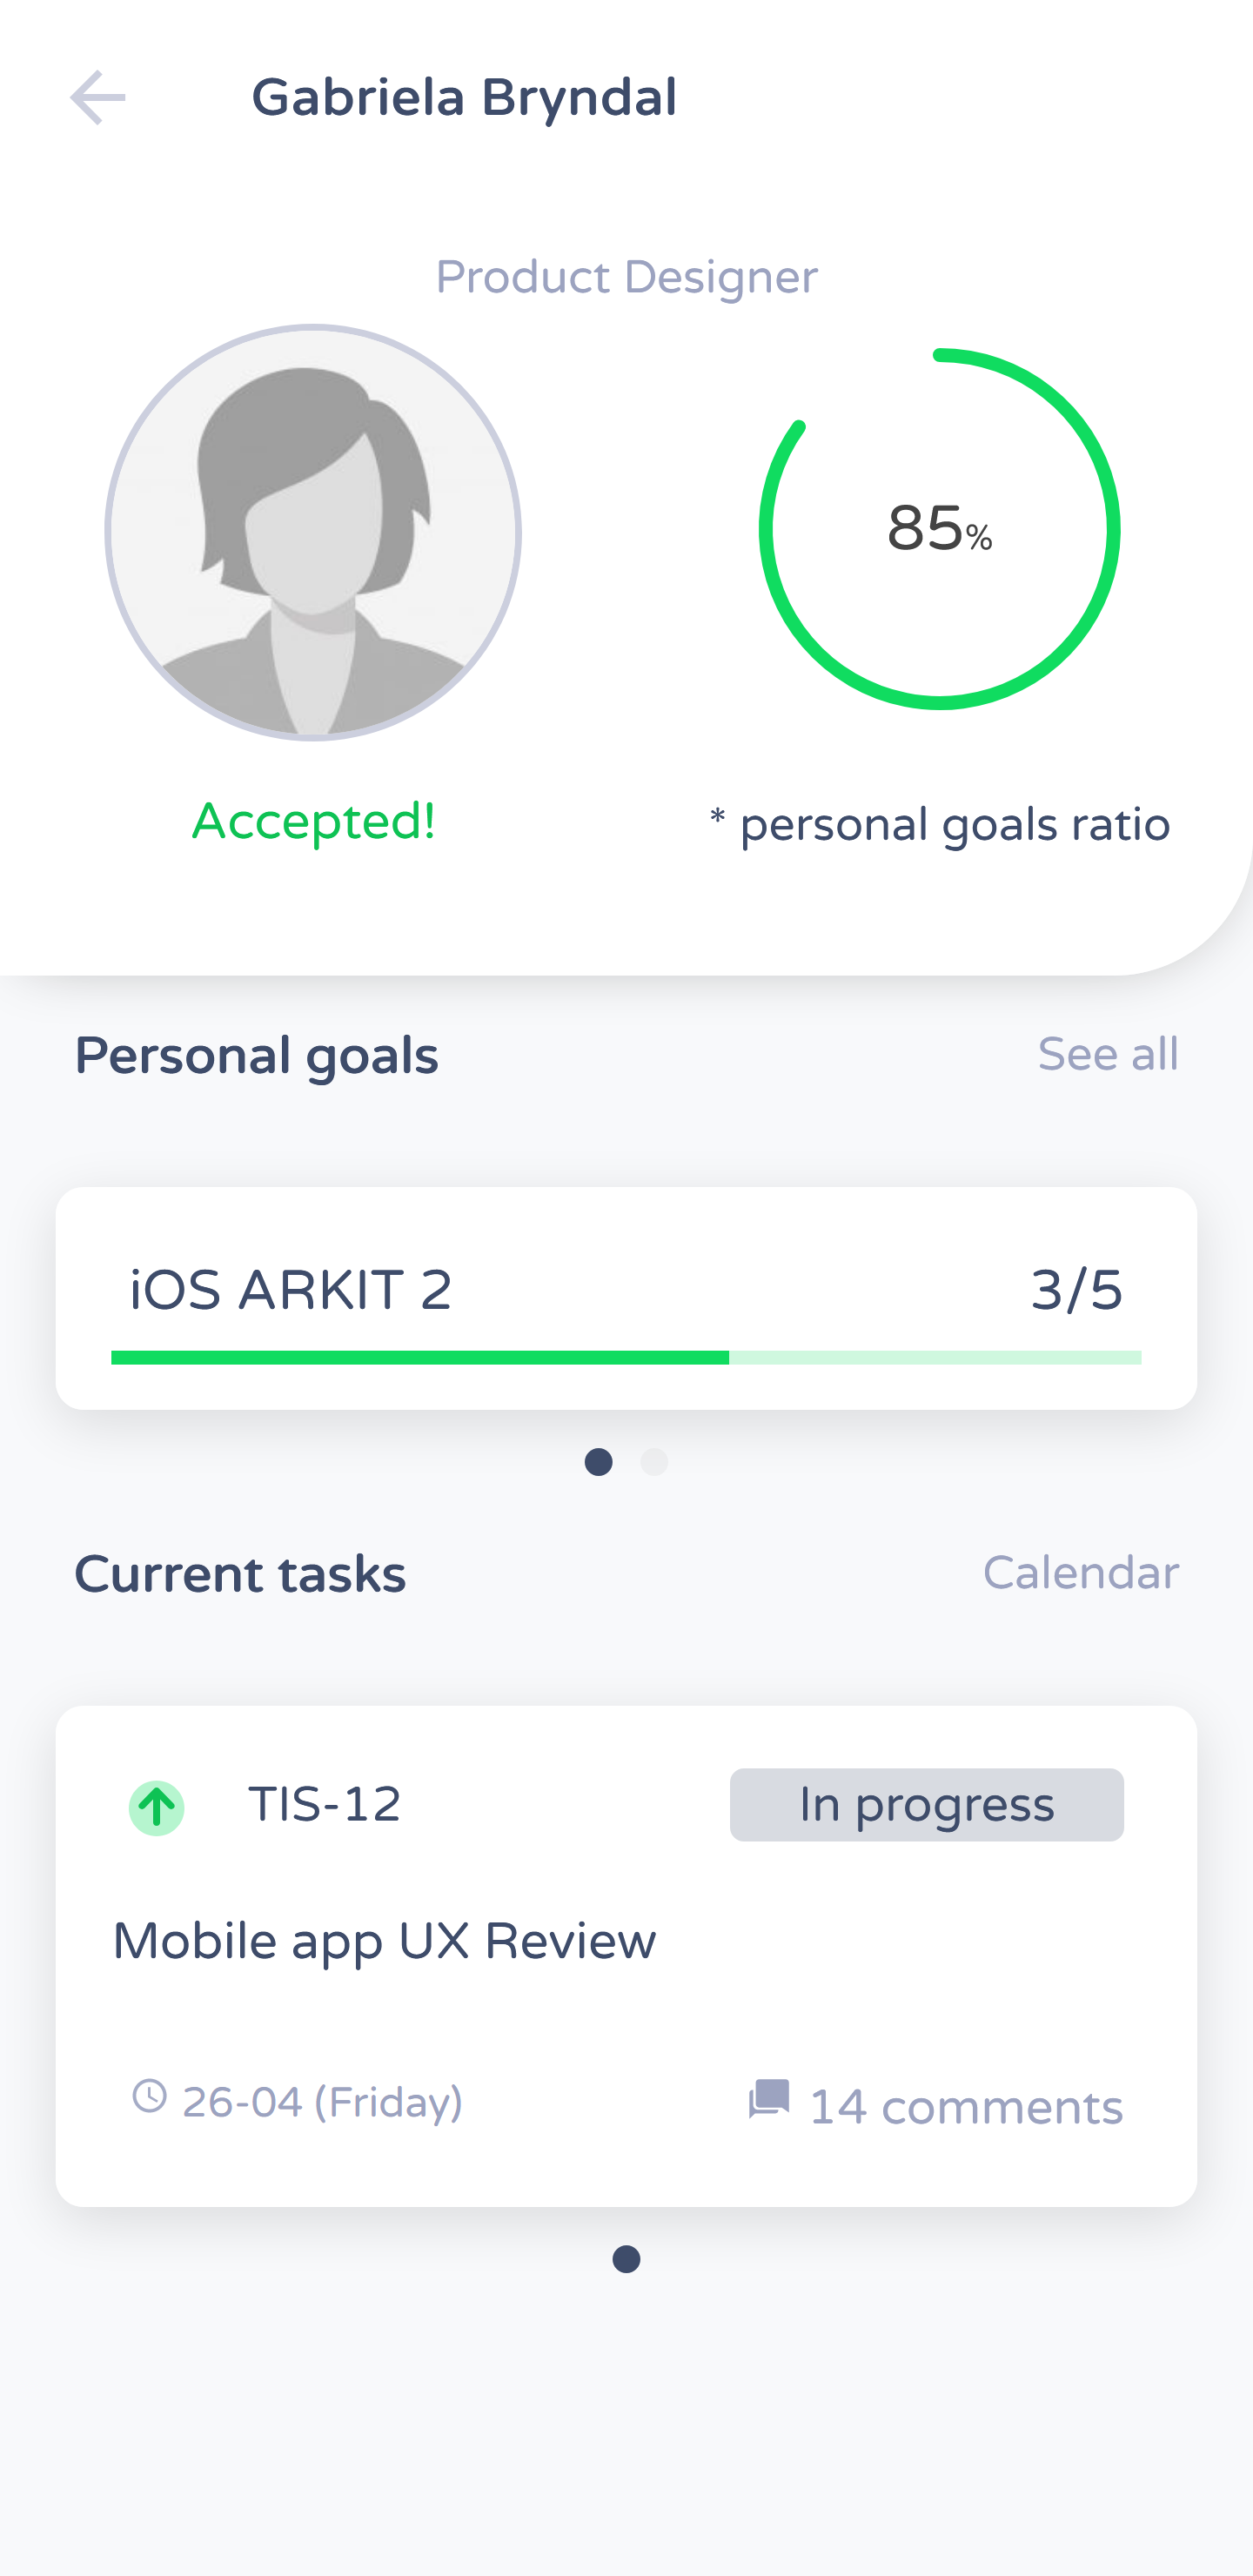 Gabriela Bryndal
Product Designer
85%
Accepted!
* personal goals ratio
Personal goals
See all
iOS ARKIT 2
3/5
Current tasks
Calendar
TIS-12
In progress
Mobile app UX Review
26-04 (Friday)
14 comments